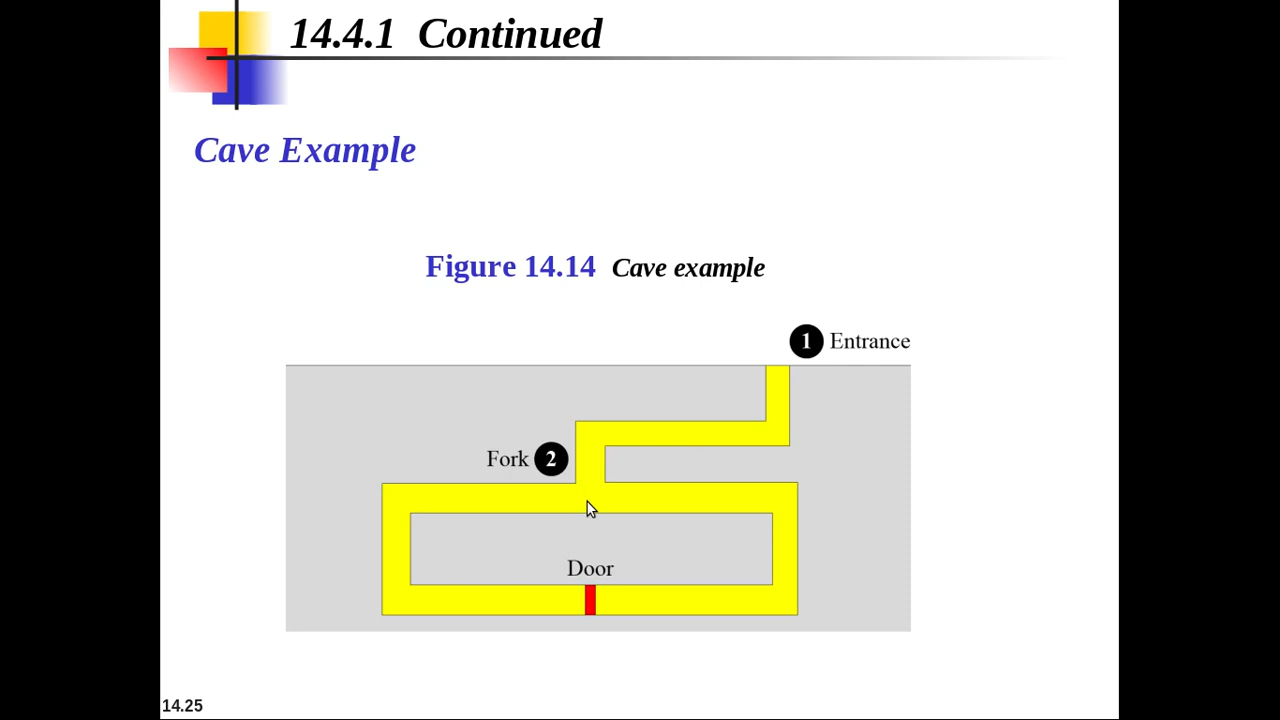 14.4.1 Continued
Cave Example
Figure 14.14 Cave example
1 Entrance
Fork 2
Door
14.25